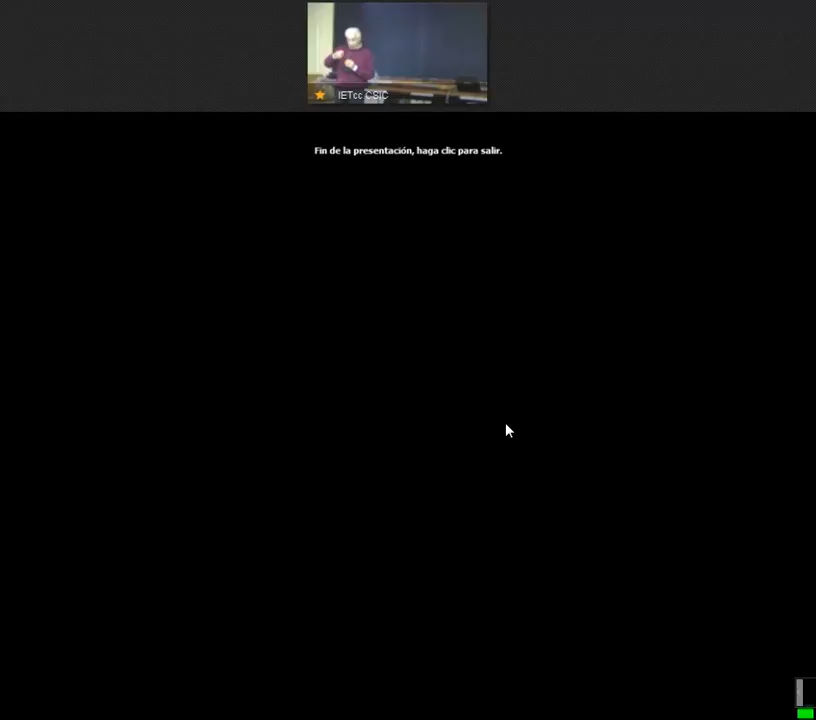 IETcc CSIC
Fin de la presentación, haga clic para salir.